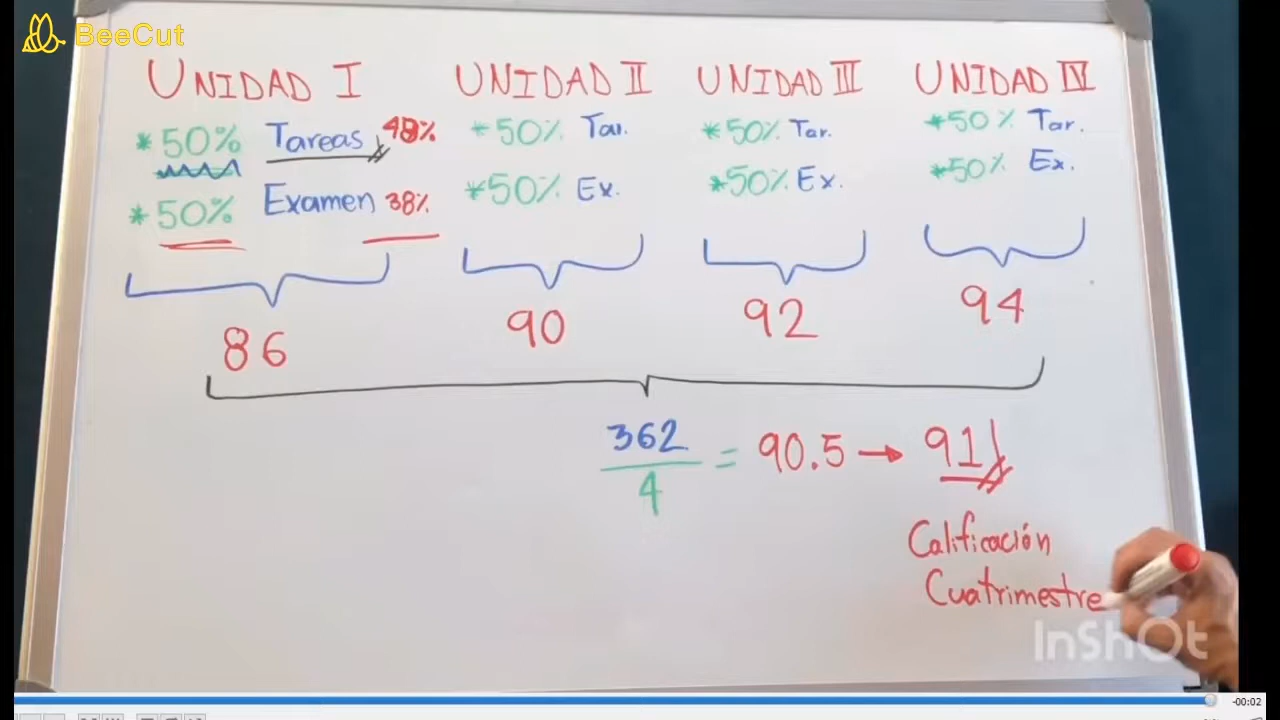 BeeCut
UNIDAD I
*50% Tareas 48%
*50% Examen 38%
86
UNIDAD II
*50% Tar.
*50% Ex.
90
UNIDAD III
*50% Tar.
*50% Ex.
92
UNIDAD IV
*50% Tar.
*50% Ex.
94
362
4
= 90.5 → 91
Calificación
Cuatrimestre
InShOt
-00:02